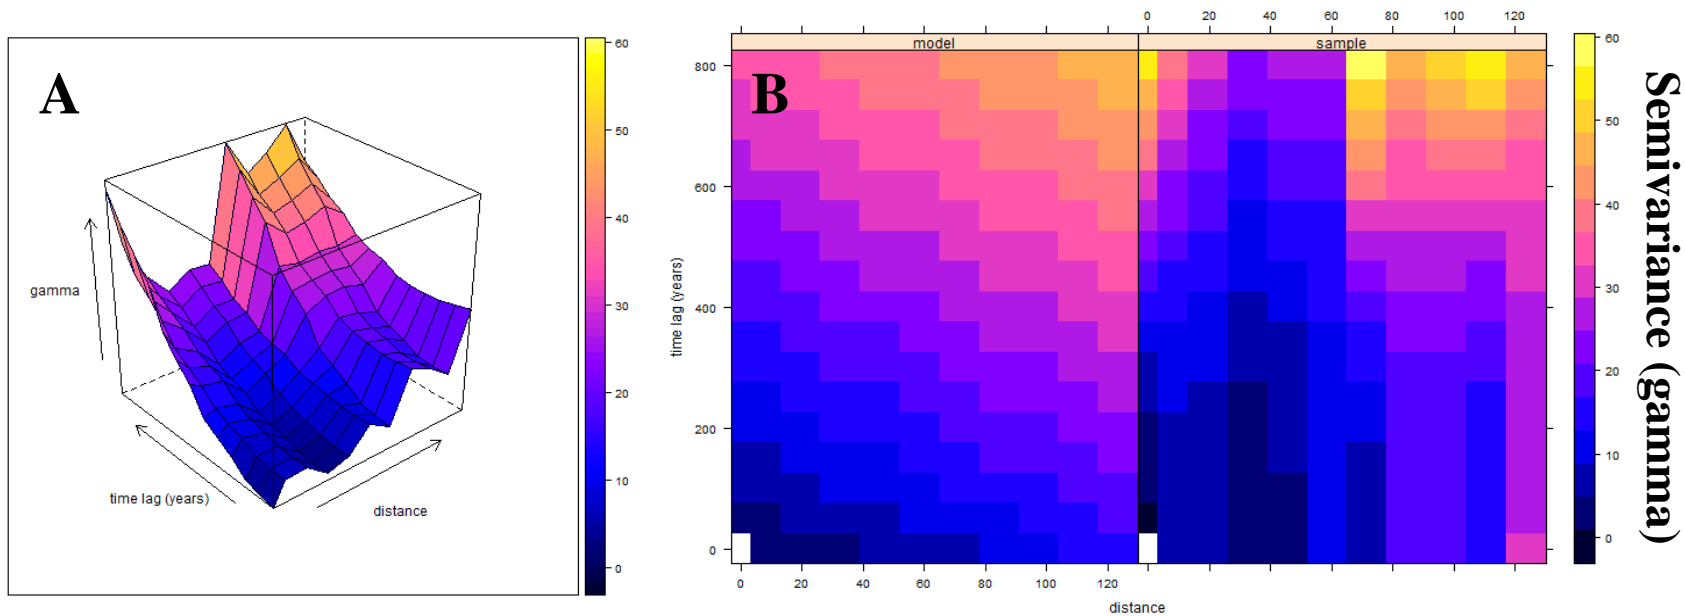 A
gamma
time lag (years)
distance
60
50
40
30
20
10
0
0 20 40 60 80 100 120
model sample
B
800
600
400
200
0
time lag (years)
0 20 40 60 80 100 120
distance
60
50
40
30
20
10
0
Semivariance (gamma)